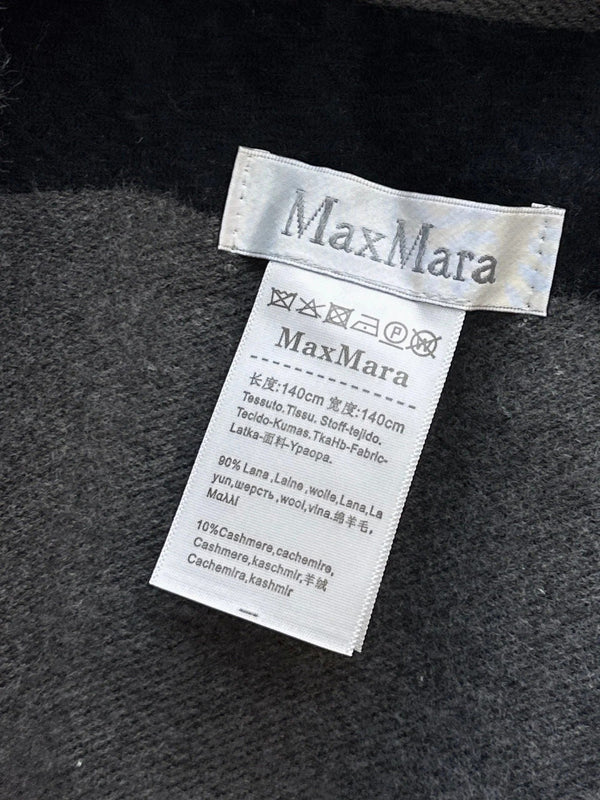 MaxMara
MaxMara
长度:140cm 宽度:140cm
Tessuto.Tissu. Stoff-tejido.
Tecido-Kumas.TkaHb-Fabric-
Latka-面料-Ypaopa.
90% Lana ,Laine ,wolle,Lana,La
yun,шерсть ,wool,vina.绵羊毛,
Μαλλί
10%Cashmere,cachemire,
Cashmere,kaschmir,羊绒
Cachemira,kashmir